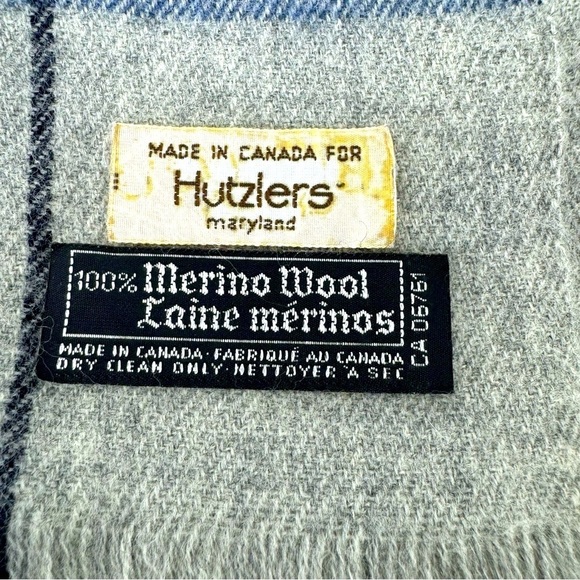 MADE IN CANADA FOR
Hutzlers
maryland
100% Merino Wool
Laine mérinos
MADE IN CANADA · FABRIQUÉ AU CANADA
DRY CLEAN ONLY · NETTOYER À SEC
CA 06761